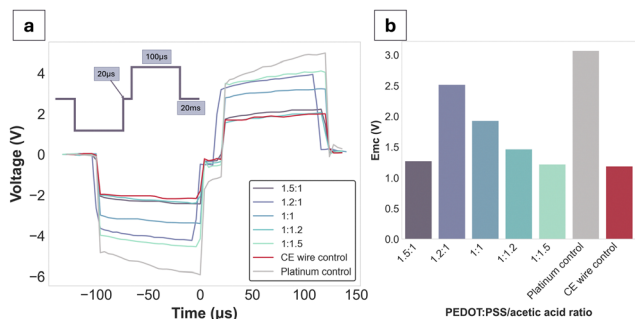 a
100µs
20µs
20ms
4
2
0
−2
−4
−6
Voltage (V)
−100
−50
0
50
100
150
Time (µs)
1.5:1
1.2:1
1:1
1:1.2
1:1.5
CE wire control
Platinum control
b
3.0
2.5
2.0
1.5
1.0
0.5
0.0
Emc (V)
1.5:1
1.2:1
1:1
1:1.2
1:1.5
Platinum control
CE wire control
PEDOT:PSS/acetic acid ratio